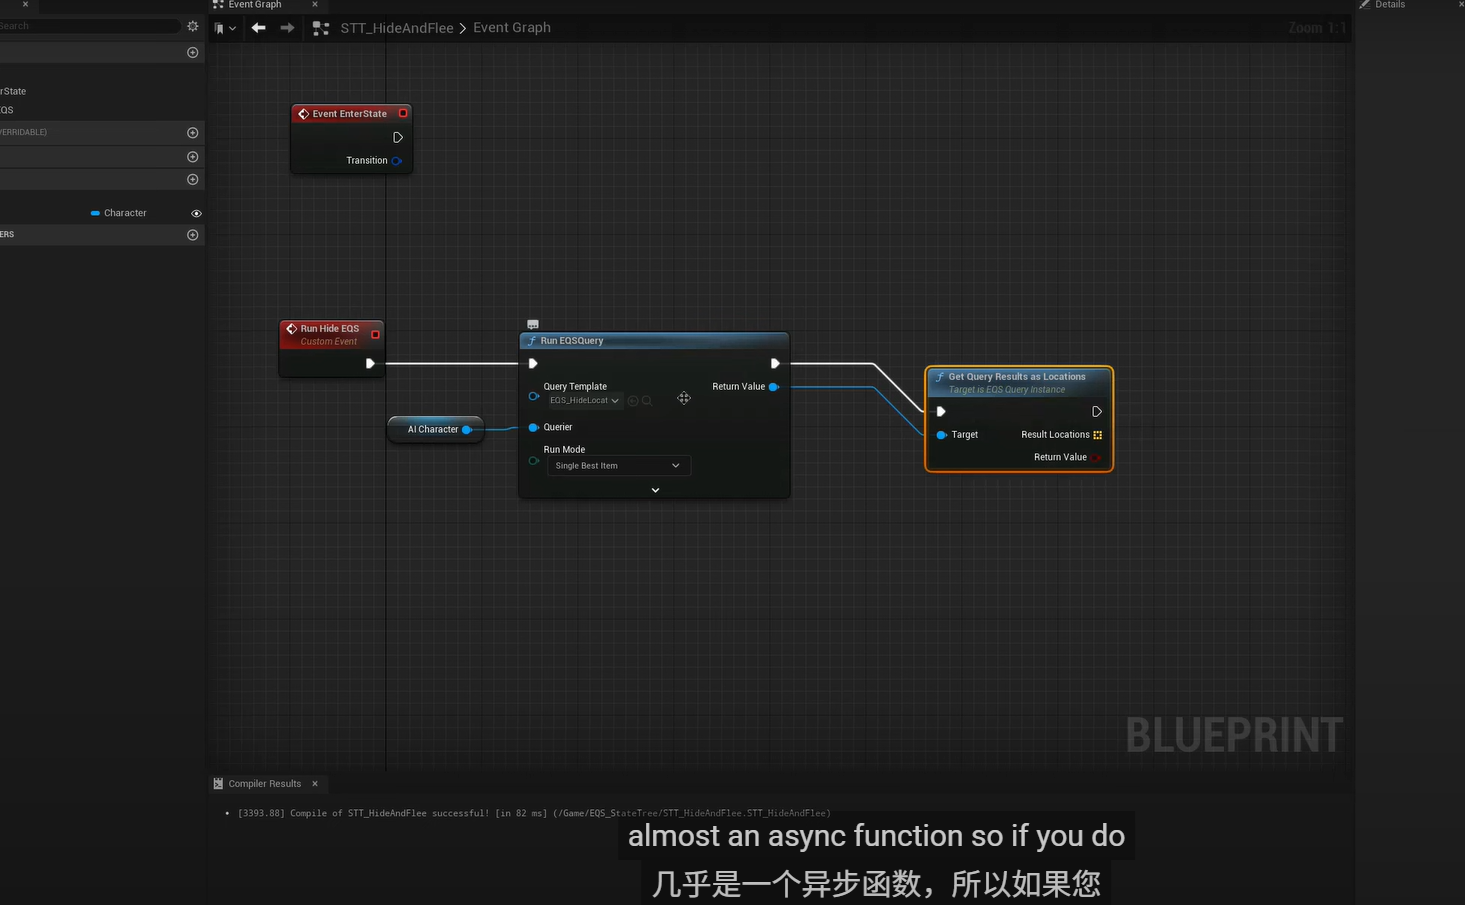 Event Graph
Details
Search
STT_HideAndFlee > Event Graph
Zoom 1:1
rState
QS
VERRIDABLE)
Character
ERS
Event EnterState
Transition
Run Hide EQS
Custom Event
AI Character
Run EQSQuery
Query Template
EQS_HideLocat
Return Value
Querier
Run Mode
Single Best Item
Get Query Results as Locations
Target is EQS Query Instance
Target
Result Locations
Return Value
BLUEPRINT
Compiler Results
[3393.88] Compile of STT_HideAndFlee successful! [in 82 ms] (/Game/EQS_StateTree/STT_HideAndFlee.STT_HideAndFlee)
almost an async function so if you do
几乎是一个异步函数，所以如果您